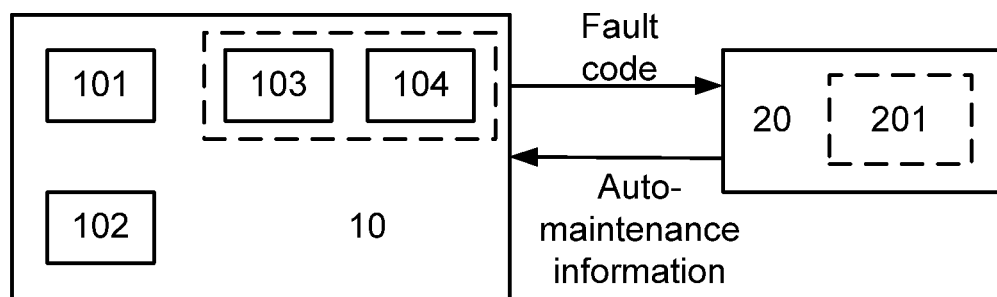 Fault
code
101
103
104
20
201
102
10
Auto-
maintenance
information